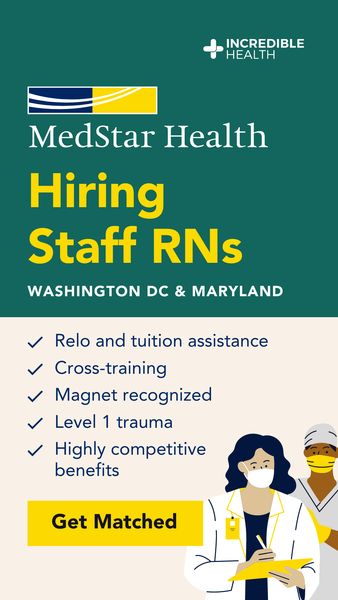 INCREDIBLE
HEALTH
MedStar Health
Hiring
Staff RNs
WASHINGTON DC & MARYLAND
Relo and tuition assistance
Cross-training
Magnet recognized
Level 1 trauma
Highly competitive
benefits
Get Matched